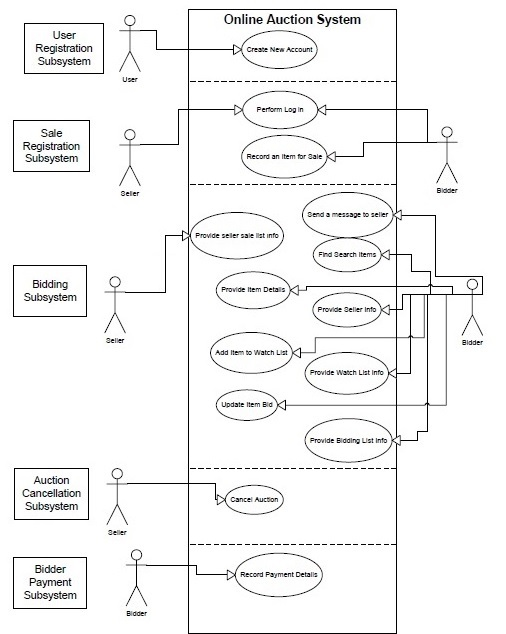 Online Auction System
User
Registration
Subsystem
Create New Account
User
Perform Log in
Sale
Registration
Subsystem
Record an Item for Sale
Seller
Bidder
Send a message to seller
Provide seller sale list info
Find Search Items
Bidding
Subsystem
Provide Item Details
Provide Seller Info
Seller
Bidder
Add Item to Watch List
Provide Watch List Info
Update Item Bid
Provide Bidding List Info
Auction
Cancellation
Subsystem
Cancel Auction
Seller
Bidder
Payment
Subsystem
Record Payment Details
Bidder